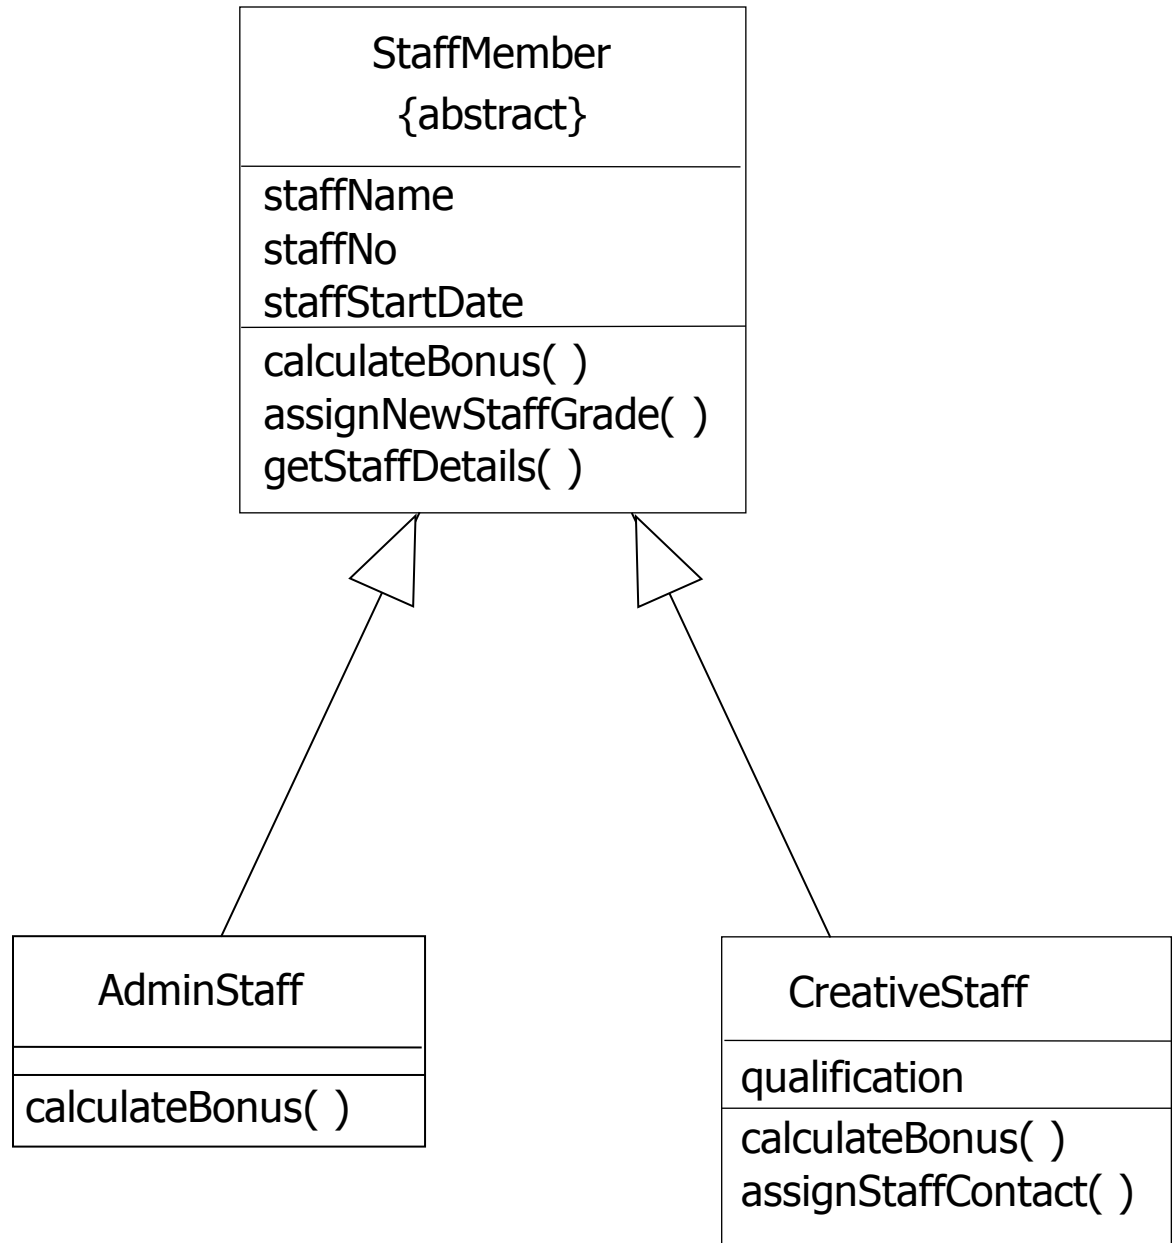 StaffMember
{abstract}
staffName
staffNo
staffStartDate
calculateBonus( )
assignNewStaffGrade( )
getStaffDetails( )
AdminStaff
calculateBonus( )
CreativeStaff
qualification
calculateBonus( )
assignStaffContact( )